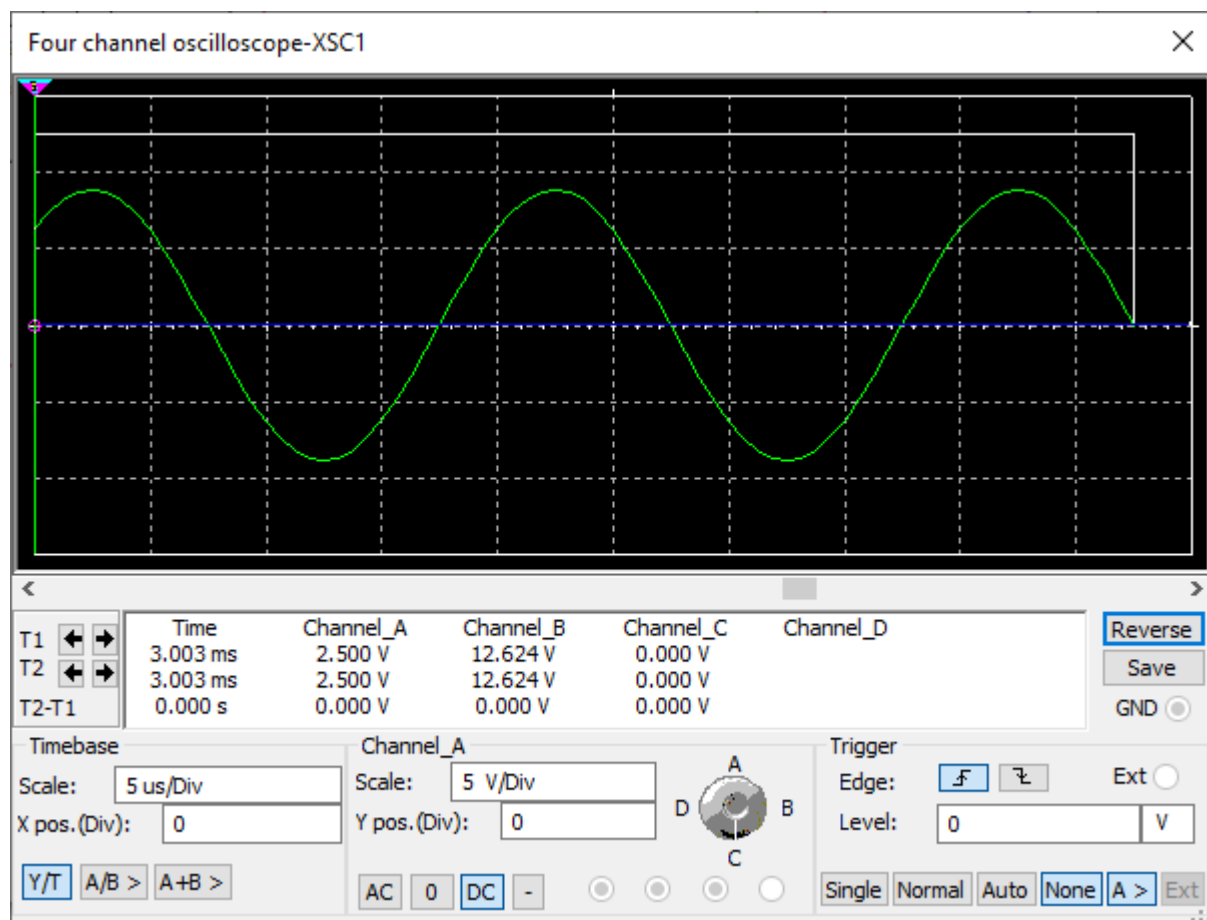 Four channel oscilloscope-XSC1
T1
T2
T2-T1
Time Channel_A Channel_B Channel_C Channel_D
3.003 ms 2.500 V 12.624 V 0.000 V
3.003 ms 2.500 V 12.624 V 0.000 V
0.000 s 0.000 V 0.000 V 0.000 V
Reverse
Save
GND
Timebase
Scale: 5 us/Div
X pos.(Div): 0
Y/T A/B > A+B >
Channel_A
Scale: 5 V/Div
Y pos.(Div): 0
A
D B
C
AC 0 DC -
Trigger
Edge: Ext
Level: 0 V
Single Normal Auto None A > Ext